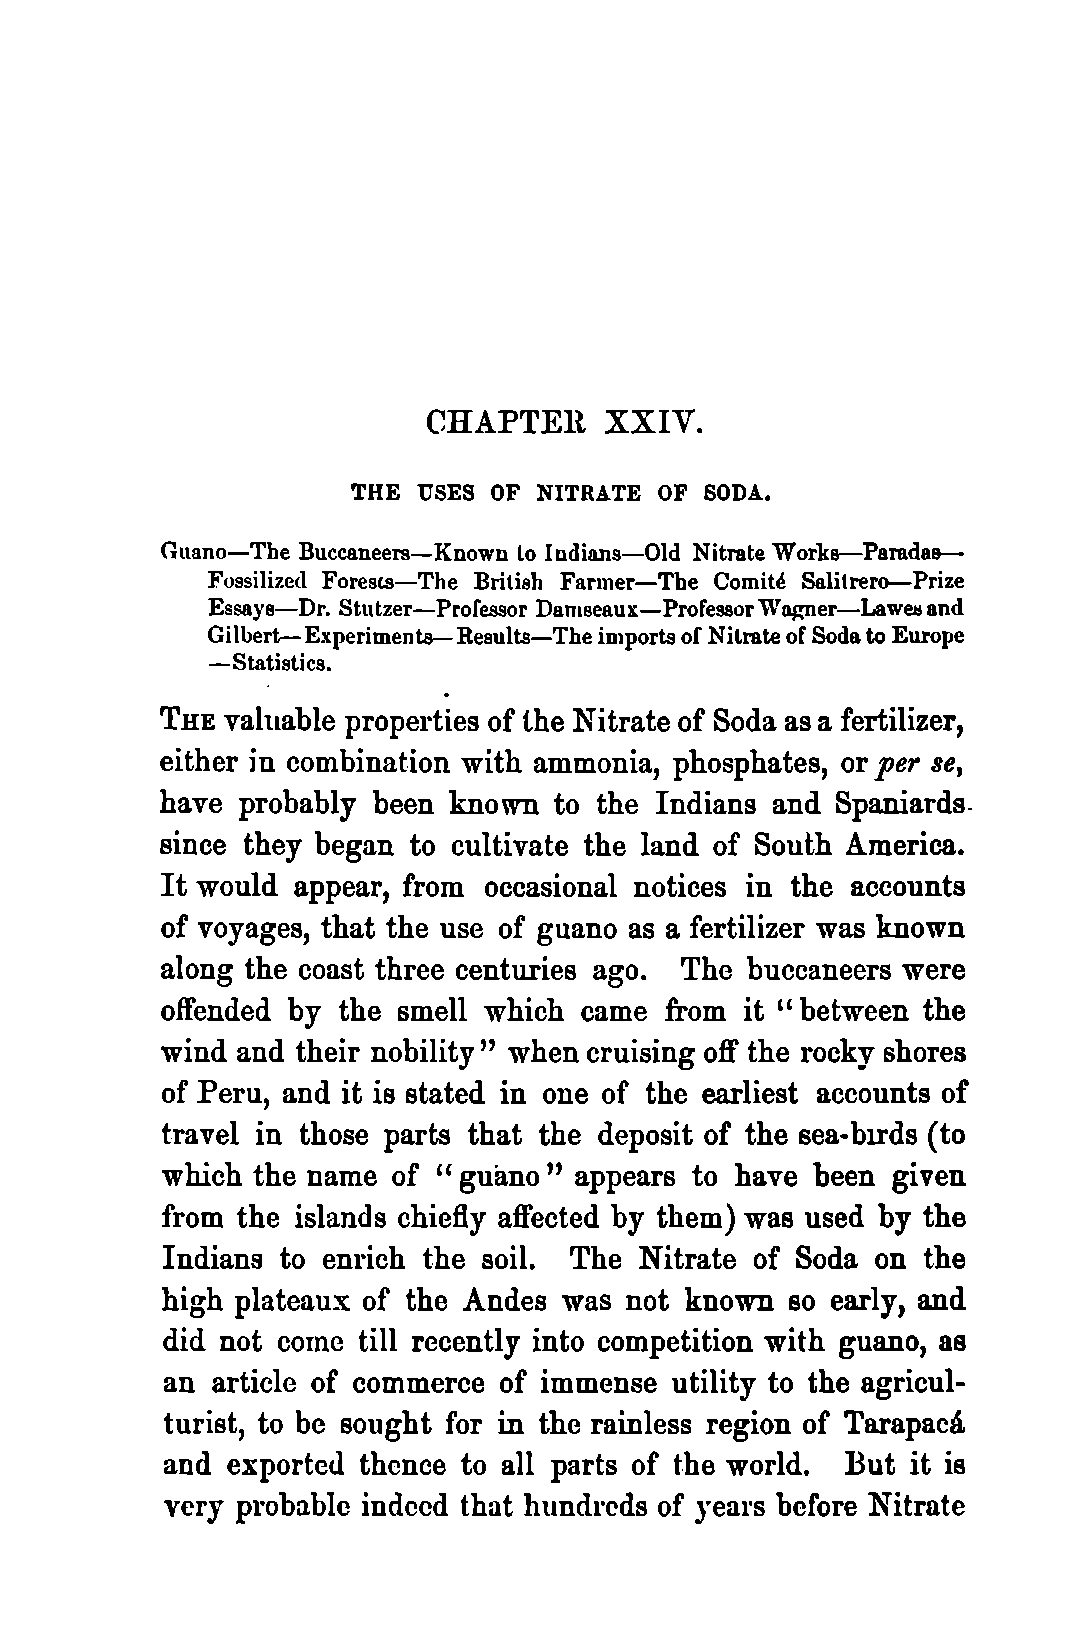 CHAPTER XXIV.
THE USES OF NITRATE OF SODA.
Guano—The Buccaneers—Known to Indians—Old Nitrate Works—Paradas—
Fossilized Forests—The British Farmer—The Comité Salitrero—Prize
Essays—Dr. Stutzer—Professor Damseaux—Professor Wagner—Lawes and
Gilbert—Experiments—Results—The imports of Nitrate of Soda to Europe
—Statistics.
THE valuable properties of the Nitrate of Soda as a fertilizer,
either in combination with ammonia, phosphates, or per se,
have probably been known to the Indians and Spaniards
since they began to cultivate the land of South America.
It would appear, from occasional notices in the accounts
of voyages, that the use of guano as a fertilizer was known
along the coast three centuries ago. The buccaneers were
offended by the smell which came from it "between the
wind and their nobility" when cruising off the rocky shores
of Peru, and it is stated in one of the earliest accounts of
travel in those parts that the deposit of the sea-birds (to
which the name of "guano" appears to have been given
from the islands chiefly affected by them) was used by the
Indians to enrich the soil. The Nitrate of Soda on the
high plateaux of the Andes was not known so early, and
did not come till recently into competition with guano, as
an article of commerce of immense utility to the agricul-
turist, to be sought for in the rainless region of Tarapacá
and exported thence to all parts of the world. But it is
very probable indeed that hundreds of years before Nitrate